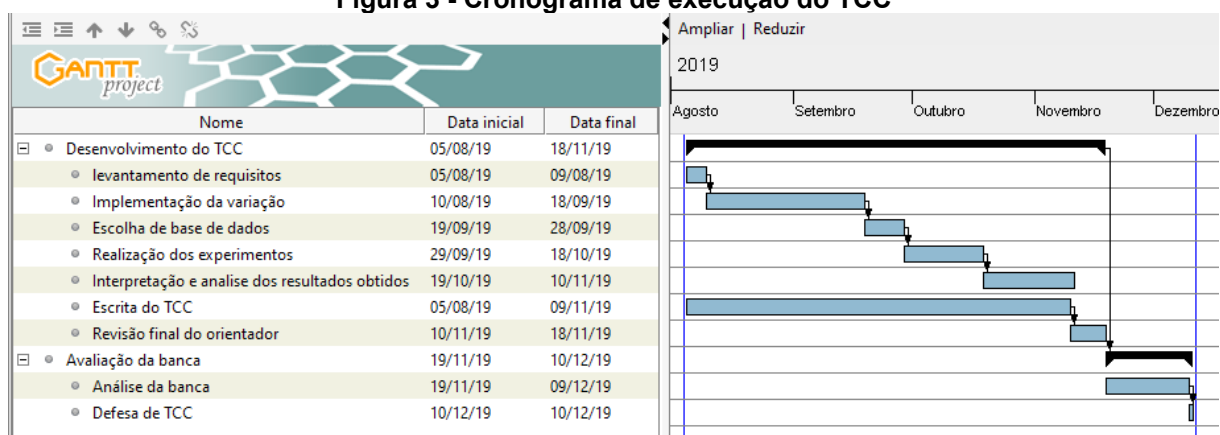 Figura 3 - Cronograma de execução do TCC
Ampliar | Reduzir
GANTT
project
2019
Agosto Setembro Outubro Novembro Dezembro
Nome Data inicial Data final
Desenvolvimento do TCC 05/08/19 18/11/19
levantamento de requisitos 05/08/19 09/08/19
Implementação da variação 10/08/19 18/09/19
Escolha de base de dados 19/09/19 28/09/19
Realização dos experimentos 29/09/19 18/10/19
Interpretação e analise dos resultados obtidos 19/10/19 10/11/19
Escrita do TCC 05/08/19 09/11/19
Revisão final do orientador 10/11/19 18/11/19
Avaliação da banca 19/11/19 10/12/19
Análise da banca 19/11/19 09/12/19
Defesa de TCC 10/12/19 10/12/19